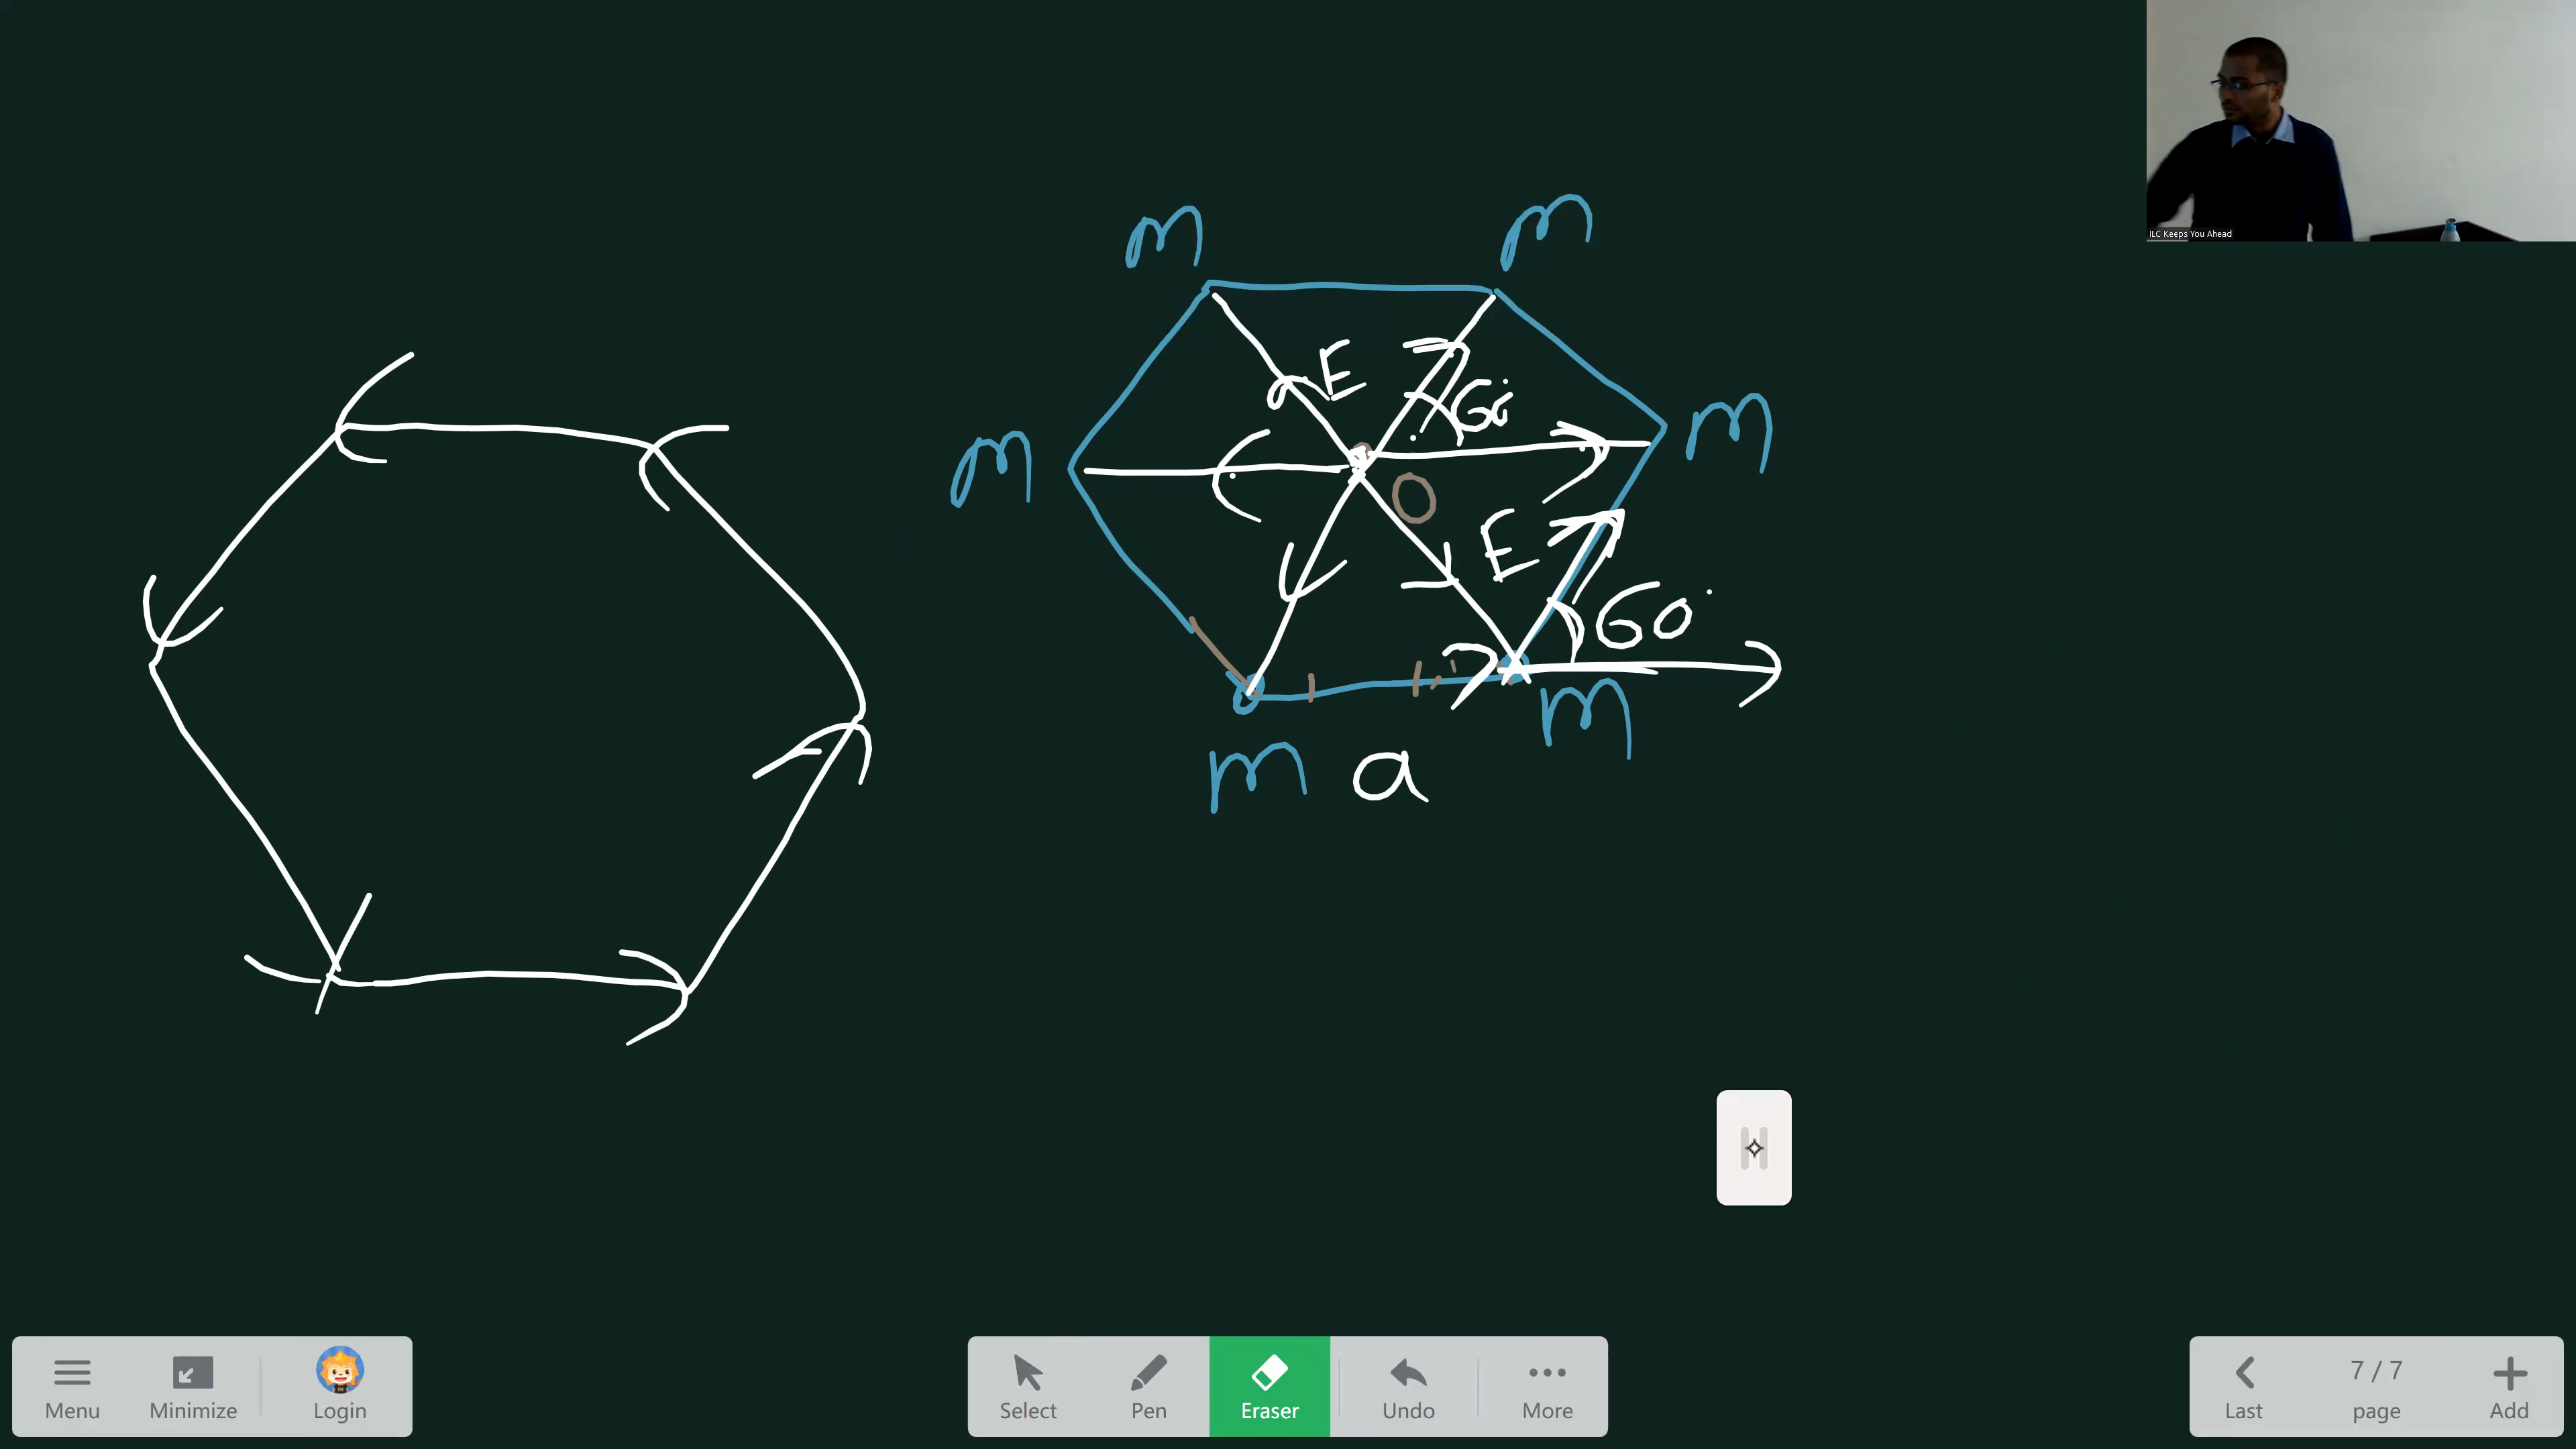 ILC Keeps You Ahead
m m
E 60°
m m
O
E 60°
m
m a
Menu Minimize Login
Select Pen Eraser Undo More
7 / 7
Last page Add